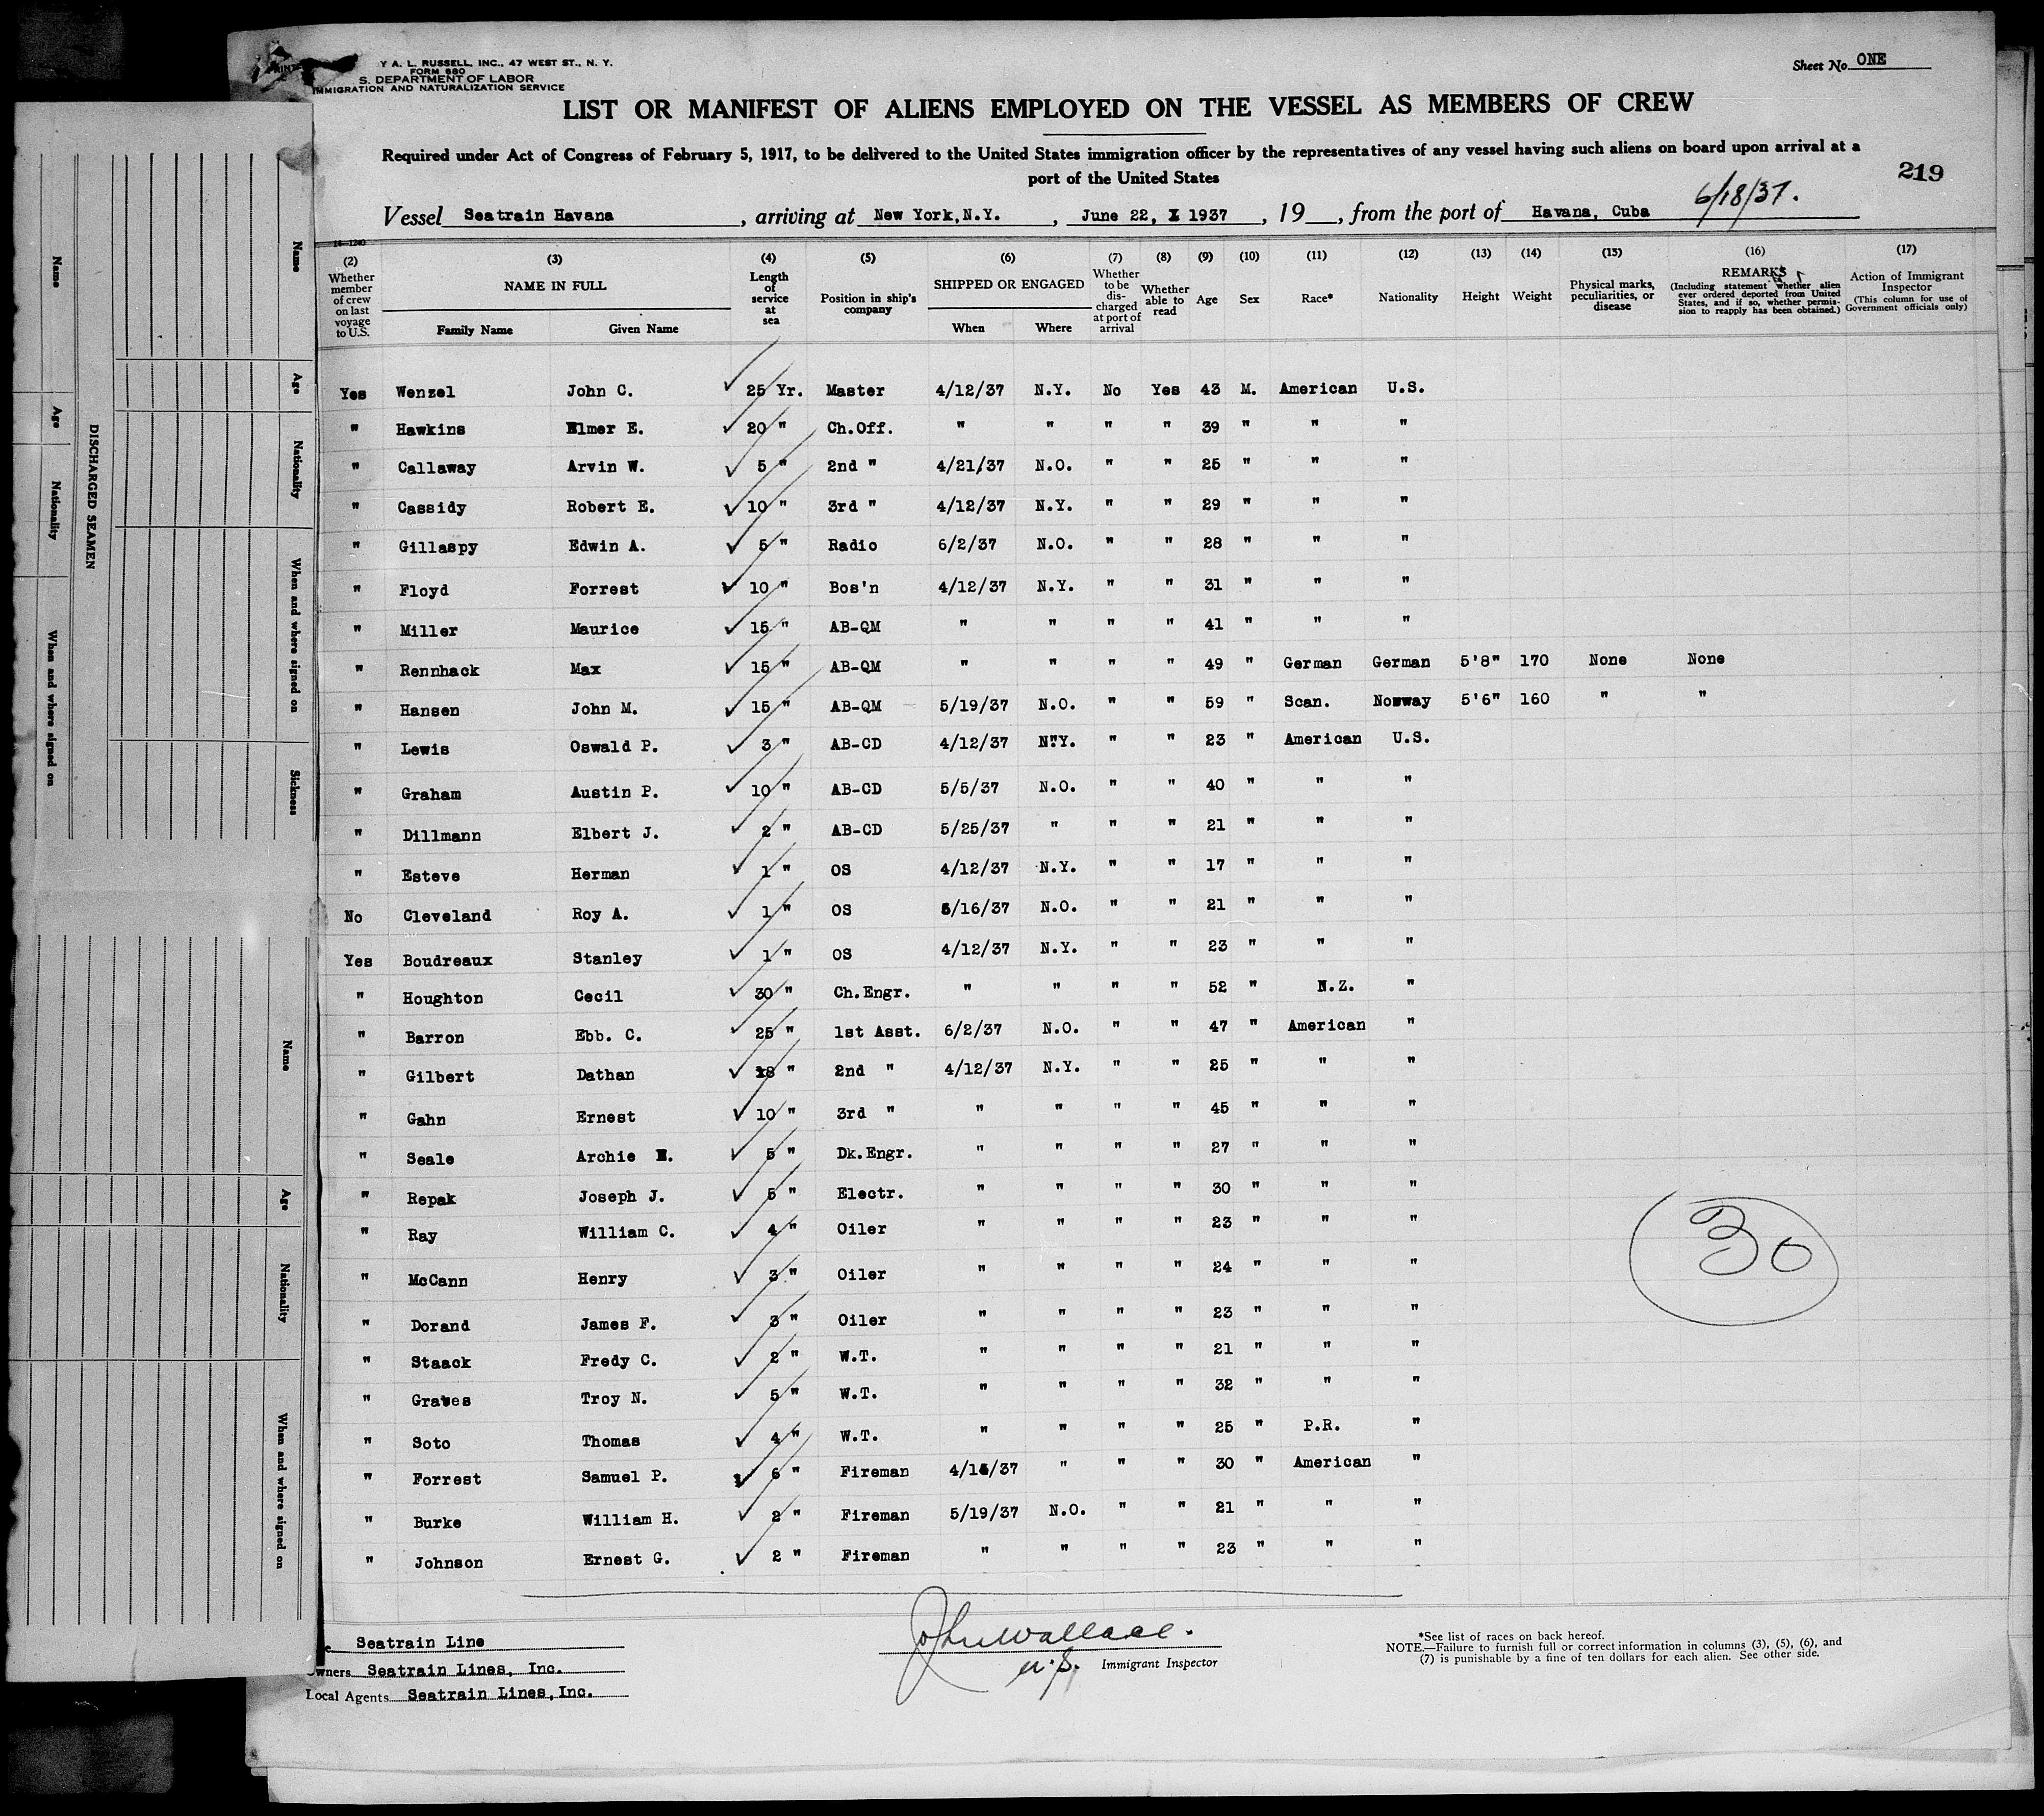 Y A. L. RUSSELL, INC., 47 WEST ST., N. Y.
FORM 680
S. DEPARTMENT OF LABOR
IMMIGRATION AND NATURALIZATION SERVICE
Sheet No. ONE
LIST OR MANIFEST OF ALIENS EMPLOYED ON THE VESSEL AS MEMBERS OF CREW
Required under Act of Congress of February 5, 1917, to be delivered to the United States immigration officer by the representatives of any vessel having such aliens on board upon arrival at a
port of the United States
219
Vessel Seatrain Havana, arriving at New York, N.Y., June 22, 1937, 19__, from the port of Havana, Cuba 6/18/37.
(2) Whether member of crew on last voyage to U.S.
(3) NAME IN FULL Family Name Given Name
(4) Length of service at sea
(5) Position in ship's company
(6) SHIPPED OR ENGAGED When Where
(7) Whether to be discharged at port of arrival
(8) Whether able to read
(9) Age
(10) Sex
(11) Race*
(12) Nationality
(13) Height
(14) Weight
(15) Physical marks, peculiarities, or disease
(16) REMARKS (Including statement whether alien ever ordered deported from United States, and if so, whether permission to reapply has been obtained.)
(17) Action of Immigrant Inspector (This column for use of Government officials only)
Yes Wenzel John C. 25 Yr. Master 4/12/37 N.Y. No Yes 43 M. American U.S.
" Hawkins Elmer E. 20 " Ch.Off. " " " " 39 " " "
" Callaway Arvin W. 5 " 2nd " 4/21/37 N.O. " " 25 " " "
" Cassidy Robert E. 10 " 3rd " 4/12/37 N.Y. " " 29 " " "
" Gillaspy Edwin A. 5 " Radio 6/2/37 N.O. " " 28 " " "
" Floyd Forrest 10 " Bos'n 4/12/37 N.Y. " " 31 " " "
" Miller Maurice 15 " AB-QM " " " " 41 " " "
" Rennhack Max 15 " AB-QM " " " " 49 " German German 5'8" 170 None None
" Hansen John M. 15 " AB-QM 5/19/37 N.O. " " 59 " Scan. Norway 5'6" 160 " "
" Lewis Oswald P. 3 " AB-CD 4/12/37 N.Y. " " 23 " American U.S.
" Graham Austin P. 10 " AB-CD 5/5/37 N.O. " " 40 " " "
" Dillmann Elbert J. 2 " AB-CD 5/25/37 " " " 21 " " "
" Esteve Herman 1 " OS 4/12/37 N.Y. " " 17 " " "
No Cleveland Roy A. 1 " OS 6/16/37 N.O. " " 21 " " "
Yes Boudreaux Stanley 1 " OS 4/12/37 N.Y. " " 23 " " "
" Houghton Cecil 30 " Ch.Engr. " " " " 52 " N.Z. "
" Barron Ebb. C. 25 " 1st Asst. 6/2/37 N.O. " " 47 " American "
" Gilbert Dathan 18 " 2nd " 4/12/37 N.Y. " " 25 " " "
" Gahn Ernest 10 " 3rd " " " " " 45 " " "
" Seale Archie 5 " Dk.Engr. " " " " 27 " " "
" Repak Joseph J. 5 " Electr. " " " " 30 " " "
" Ray William C. 4 " Oiler " " " " 23 " " "
" McCann Henry 3 " Oiler " " " " 24 " " "
" Dorand James F. 3 " Oiler " " " " 23 " " "
" Staack Fredy C. 2 " W.T. " " " " 21 " " "
" Graves Troy N. 5 " W.T. " " " " 32 " " "
" Soto Thomas 4 " W.T. " " " " 25 " P.R. "
" Forrest Samuel P. 6 " Fireman 4/15/37 " " " 30 " American "
" Burke William H. 2 " Fireman 5/19/37 N.O. " " 21 " " "
" Johnson Ernest G. 2 " Fireman " " " " 23 " " "
30
Seatrain Line
Owners Seatrain Lines, Inc.
Local Agents Seatrain Lines, Inc.
John Wallace.
Immigrant Inspector
*See list of races on back hereof.
NOTE.—Failure to furnish full or correct information in columns (3), (5), (6), and
(7) is punishable by a fine of ten dollars for each alien. See other side.
DISCHARGED SEAMEN
Name Age Nationality When and where signed on Sickness
Name Age Nationality When and where signed on
Name Age Nationality When and where signed on